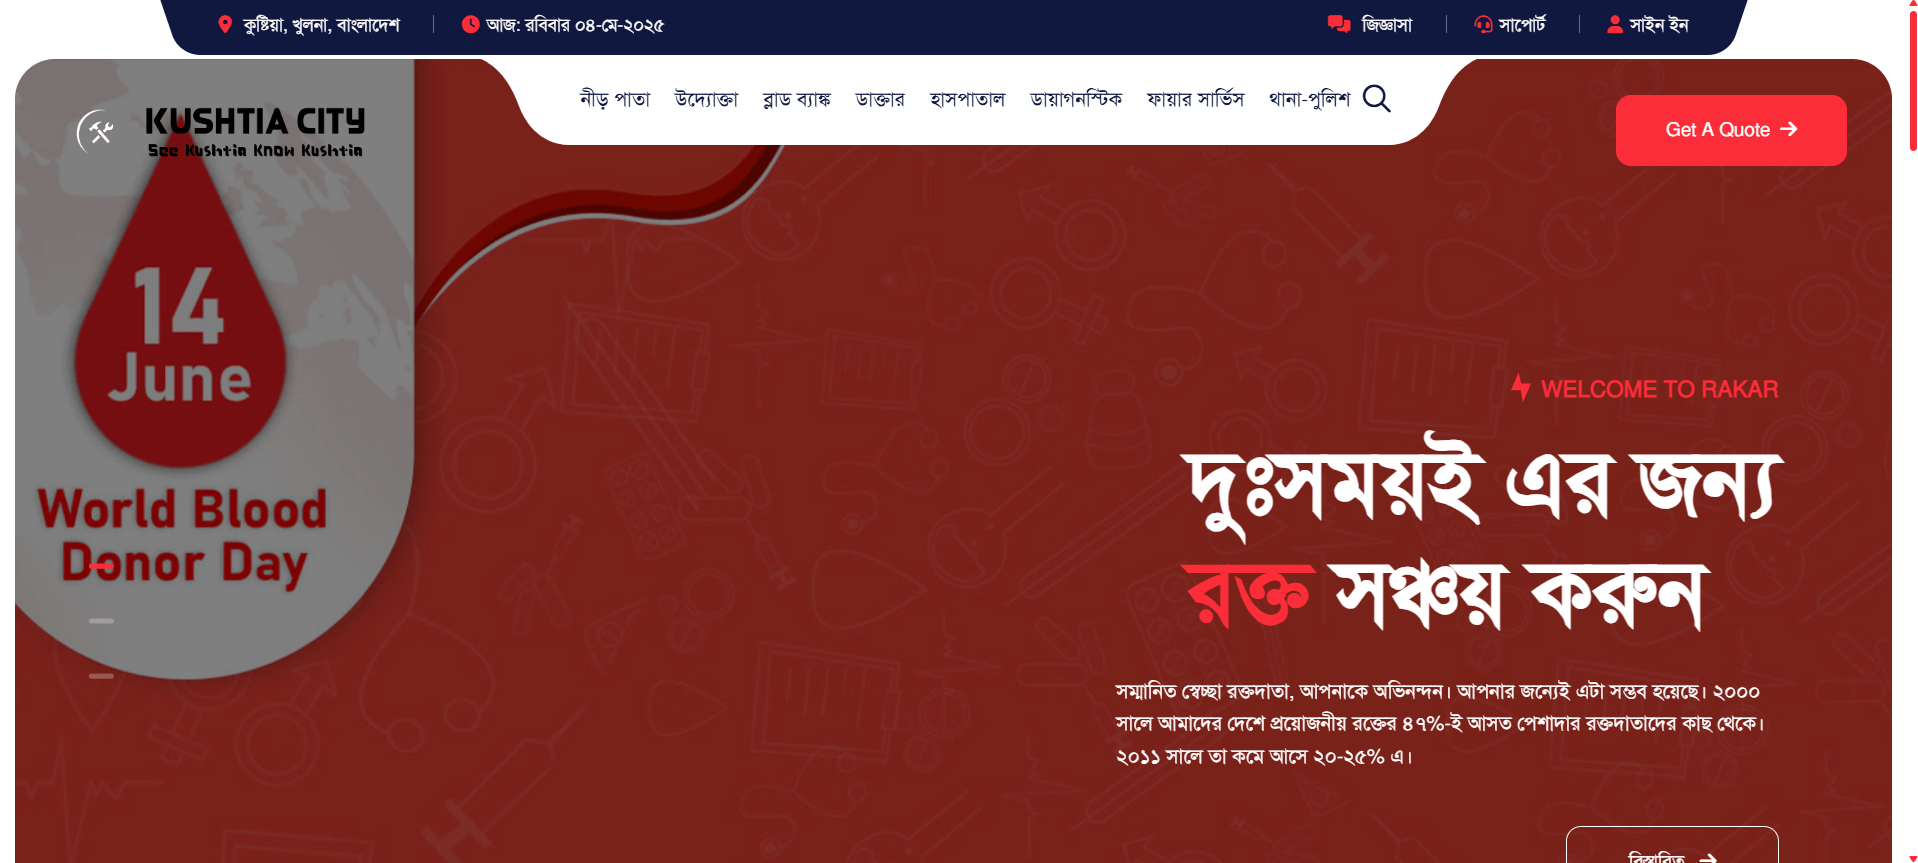 কুষ্টিয়া, খুলনা, বাংলাদেশ
আজ: রবিবার ০৪-মে-২০২৫
জিজ্ঞাসা
সাপোর্ট
সাইন ইন
KUSHTIA CITY
See Kushtia Know Kushtia
নীড় পাতা
উদ্যোক্তা
ব্লাড ব্যাঙ্ক
ডাক্তার
হাসপাতাল
ডায়াগনস্টিক
ফায়ার সার্ভিস
থানা-পুলিশ
Get A Quote
14
June
World Blood
Donor Day
WELCOME TO RAKAR
দুঃসময়ই এর জন্য
রক্ত সঞ্চয় করুন
সম্মানিত স্বেচ্ছা রক্তদাতা, আপনাকে অভিনন্দন। আপনার জন্যেই এটা সম্ভব হয়েছে। ২০০০
সালে আমাদের দেশে প্রয়োজনীয় রক্তের ৪৭%-ই আসত পেশাদার রক্তদাতাদের কাছ থেকে।
২০১১ সালে তা কমে আসে ২০-২৫% এ।
বিস্তারিত